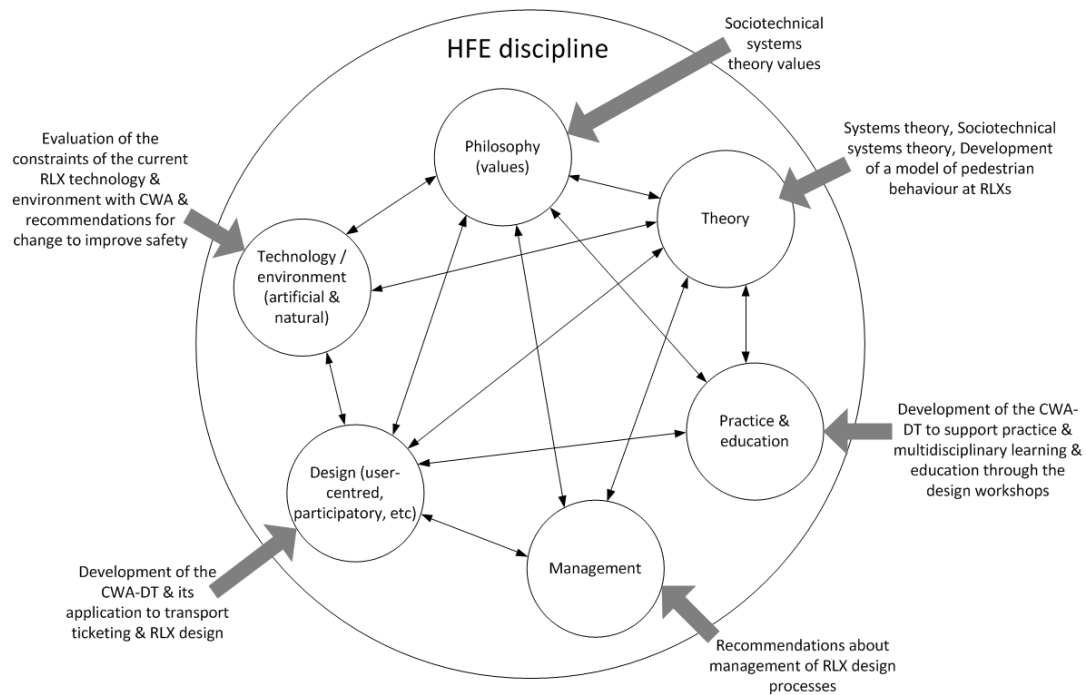 Sociotechnical
systems
theory values
HFE discipline
Philosophy
(values)
Evaluation of the
constraints of the current
RLX technology &
environment with CWA &
recommendations for
change to improve safety
Systems theory, Sociotechnical
systems theory, Development
of a model of pedestrian
behaviour at RLXs
Theory
Technology /
environment
(artificial &
natural)
Practice &
education
Development of the CWA-
DT to support practice &
multidisciplinary learning &
education through the
design workshops
Design (user-
centred,
participatory, etc)
Management
Development of the
CWA-DT & its
application to transport
ticketing & RLX design
Recommendations about
management of RLX design
processes